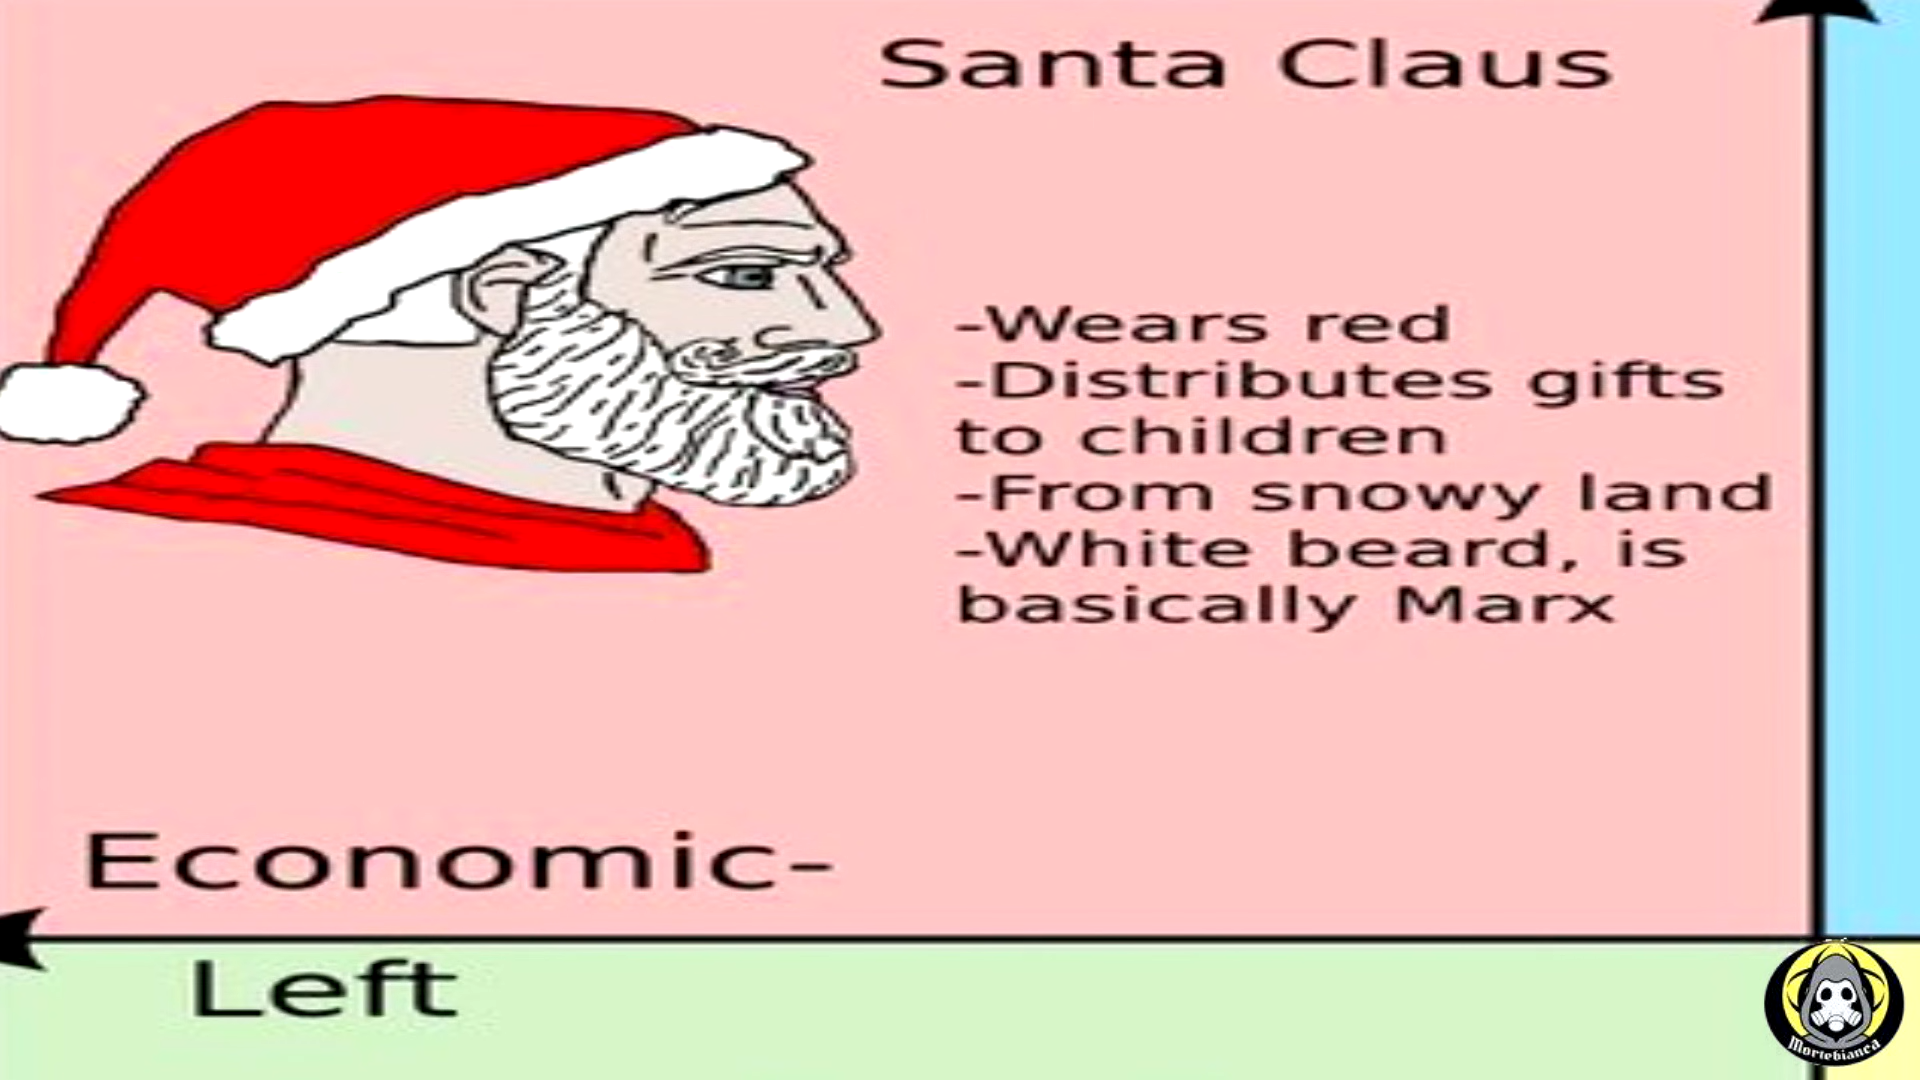 Santa Claus
-Wears red
-Distributes gifts
to children
-From snowy land
-White beard, is
basically Marx
Economic-
Left
Mortebianca